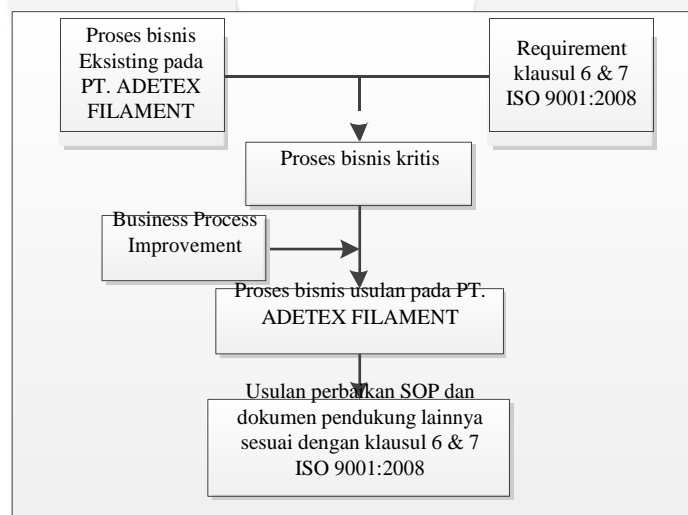 Proses bisnis
Eksisting pada
PT. ADETEX
FILAMENT
Requirement
klausul 6 & 7
ISO 9001:2008
Proses bisnis kritis
Business Process
Improvement
Proses bisnis usulan pada PT.
ADETEX FILAMENT
Usulan perbaikan SOP dan
dokumen pendukung lainnya
sesuai dengan klausul 6 & 7
ISO 9001:2008